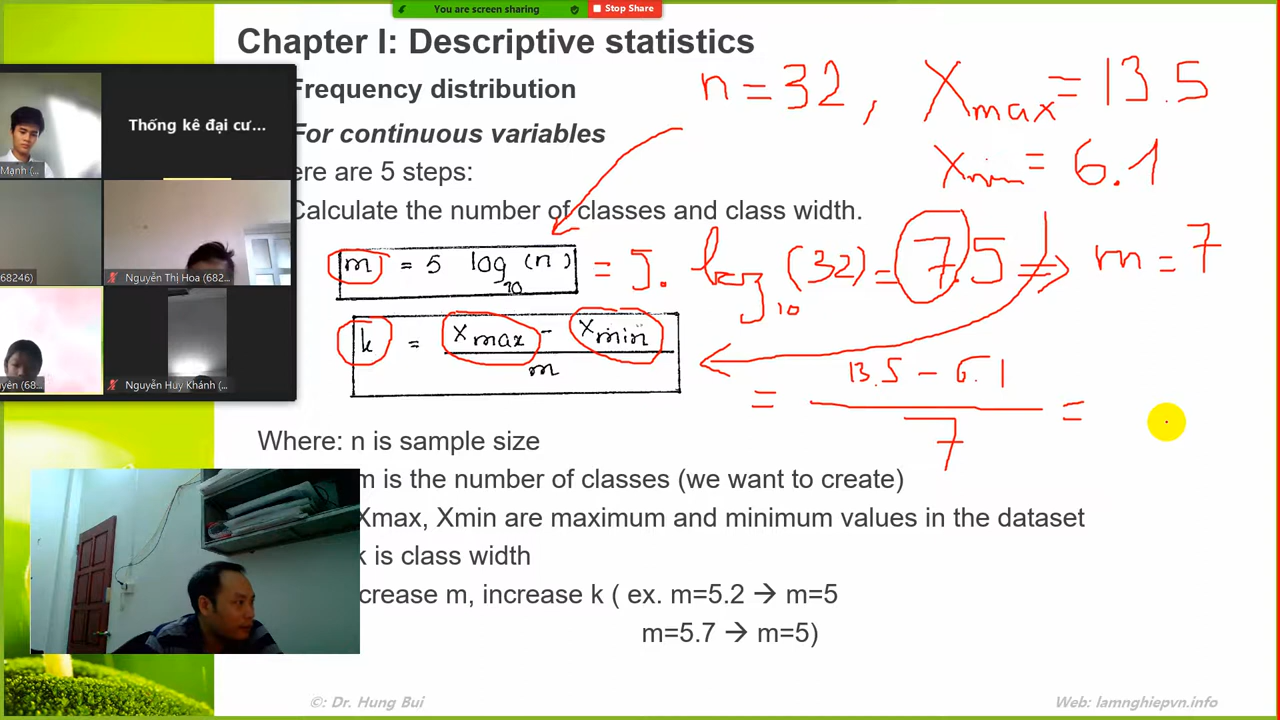 You are screen sharing
Stop Share
Chapter I: Descriptive statistics
Frequency distribution
For continuous variables
ere are 5 steps:
Calculate the number of classes and class width.
n = 32, Xmax = 13.5
xmin = 6.1
m = 5 log10 (n) = 5. log10 (32) = 7.5 => m = 7
k = xmax - xmin / m
= 13.5 - 6.1 / 7 =
Where: n is sample size
m is the number of classes (we want to create)
Xmax, Xmin are maximum and minimum values in the dataset
k is class width
crease m, increase k ( ex. m=5.2 → m=5
m=5.7 → m=5)
©: Dr. Hung Bui
Web: lamnghiepvn.info
Thống kê đại cư...
Mạnh (...
68246)
Nguyễn Thị Hoa (682...
yên (68...
Nguyễn Huy Khánh (...